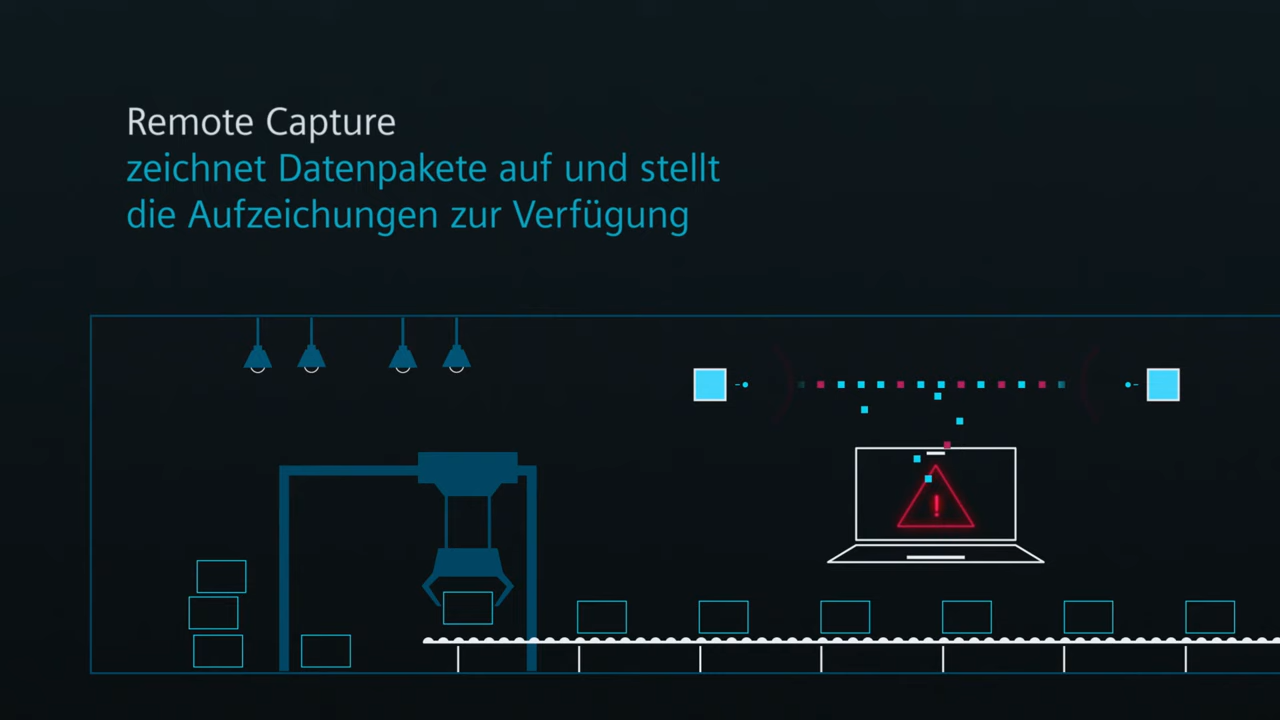 Remote Capture
zeichnet Datenpakete auf und stellt
die Aufzeichungen zur Verfügung
!